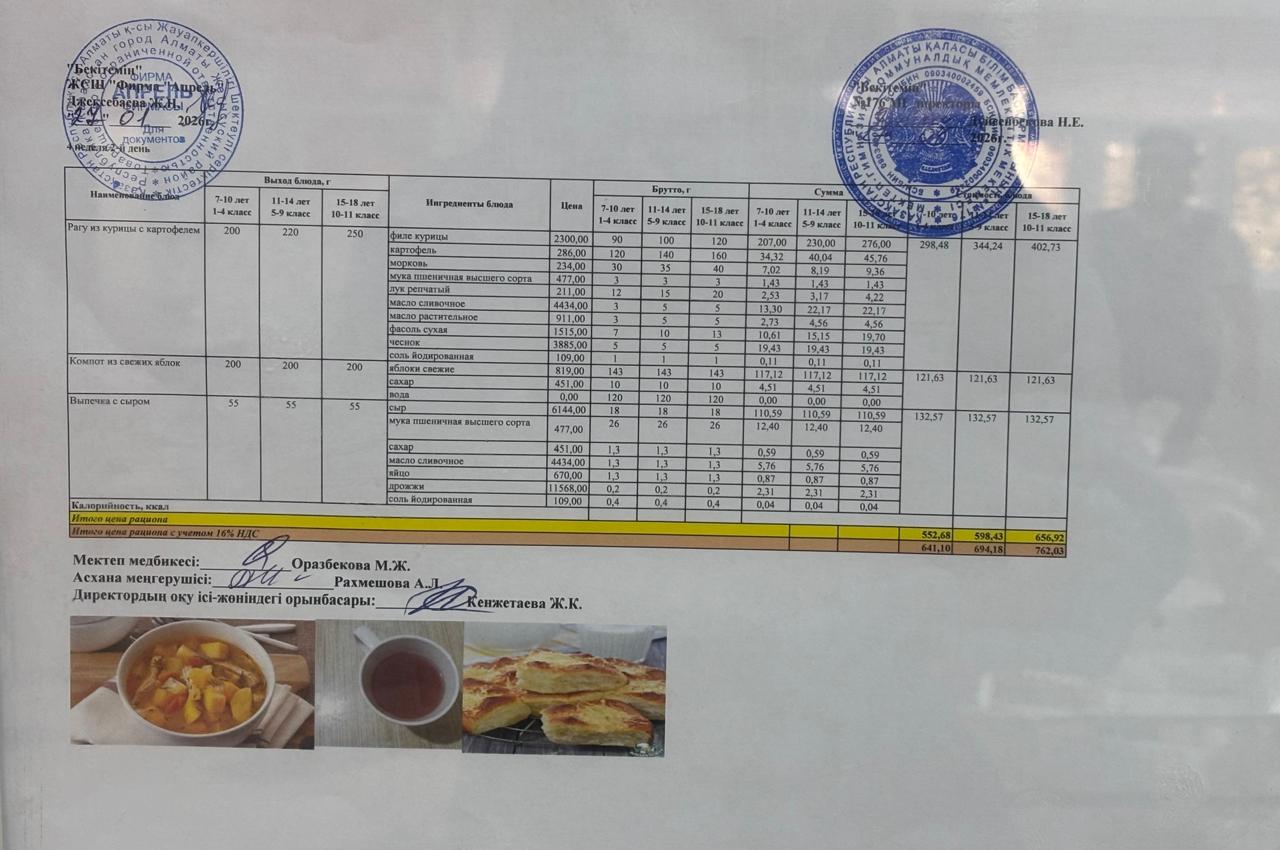 "Бекітемін"
ЖСШ "Фирма "Апрель"
Джексебаева Ж.Н.
27 01 2026г.
4 неделя 2-й день
ФИРМА
АПРЕЛЬ
ФИРМАСЫ
Для
документов
"Бекітемін"
№176 МГ директоры
Н.Е.
2026г.
Наименование блюд | Выход блюда, г | Ингредиенты блюда | Цена | Брутто, г | Сумма | Стоимость блюда
7-10 лет 1-4 класс | 11-14 лет 5-9 класс | 15-18 лет 10-11 класс | 7-10 лет 1-4 класс | 11-14 лет 5-9 класс | 15-18 лет 10-11 класс | 7-10 лет 1-4 класс | 11-14 лет 5-9 класс | 15-18 лет 10-11 класс | 7-10 лет | 9 класс | 15-18 лет 10-11 класс
Рагу из курицы с картофелем | 200 | 220 | 250 | филе курицы | 2300,00 | 90 | 100 | 120 | 207,00 | 230,00 | 276,00 | 298,48 | 344,24 | 402,73
картофель | 286,00 | 120 | 140 | 160 | 34,32 | 40,04 | 45,76
морковь | 234,00 | 30 | 35 | 40 | 7,02 | 8,19 | 9,36
мука пшеничная высшего сорта | 477,00 | 3 | 3 | 3 | 1,43 | 1,43 | 1,43
лук репчатый | 211,00 | 12 | 15 | 20 | 2,53 | 3,17 | 4,22
масло сливочное | 4434,00 | 3 | 5 | 5 | 13,30 | 22,17 | 22,17
масло растительное | 911,00 | 3 | 5 | 5 | 2,73 | 4,56 | 4,56
фасоль сухая | 1515,00 | 7 | 10 | 13 | 10,61 | 15,15 | 19,70
чеснок | 3885,00 | 5 | 5 | 5 | 19,43 | 19,43 | 19,43
соль йодированная | 109,00 | 1 | 1 | 1 | 0,11 | 0,11 | 0,11
Компот из свежих яблок | 200 | 200 | 200 | яблоки свежие | 819,00 | 143 | 143 | 143 | 117,12 | 117,12 | 117,12 | 121,63 | 121,63 | 121,63
сахар | 451,00 | 10 | 10 | 10 | 4,51 | 4,51 | 4,51
вода | 0,00 | 120 | 120 | 120 | 0,00 | 0,00 | 0,00
Выпечка с сыром | 55 | 55 | 55 | сыр | 6144,00 | 18 | 18 | 18 | 110,59 | 110,59 | 110,59 | 132,57 | 132,57 | 132,57
мука пшеничная высшего сорта | 477,00 | 26 | 26 | 26 | 12,40 | 12,40 | 12,40
сахар | 451,00 | 1,3 | 1,3 | 1,3 | 0,59 | 0,59 | 0,59
масло сливочное | 4434,00 | 1,3 | 1,3 | 1,3 | 5,76 | 5,76 | 5,76
яйцо | 670,00 | 1,3 | 1,3 | 1,3 | 0,87 | 0,87 | 0,87
дрожжи | 11568,00 | 0,2 | 0,2 | 0,2 | 2,31 | 2,31 | 2,31
соль йодированная | 109,00 | 0,4 | 0,4 | 0,4 | 0,04 | 0,04 | 0,04
Калорийность, ккал
Итого цена рациона | 552,68 | 598,43 | 656,92
Итого цена рациона с учетом 16% НДС | 641,10 | 694,18 | 762,03
Мектеп медбикесі: Оразбекова М.Ж.
Асхана меңгерушісі: Рахмешова А.Л
Директордың оқу ісі-жөніндегі орынбасары: Кенжетаева Ж.К.